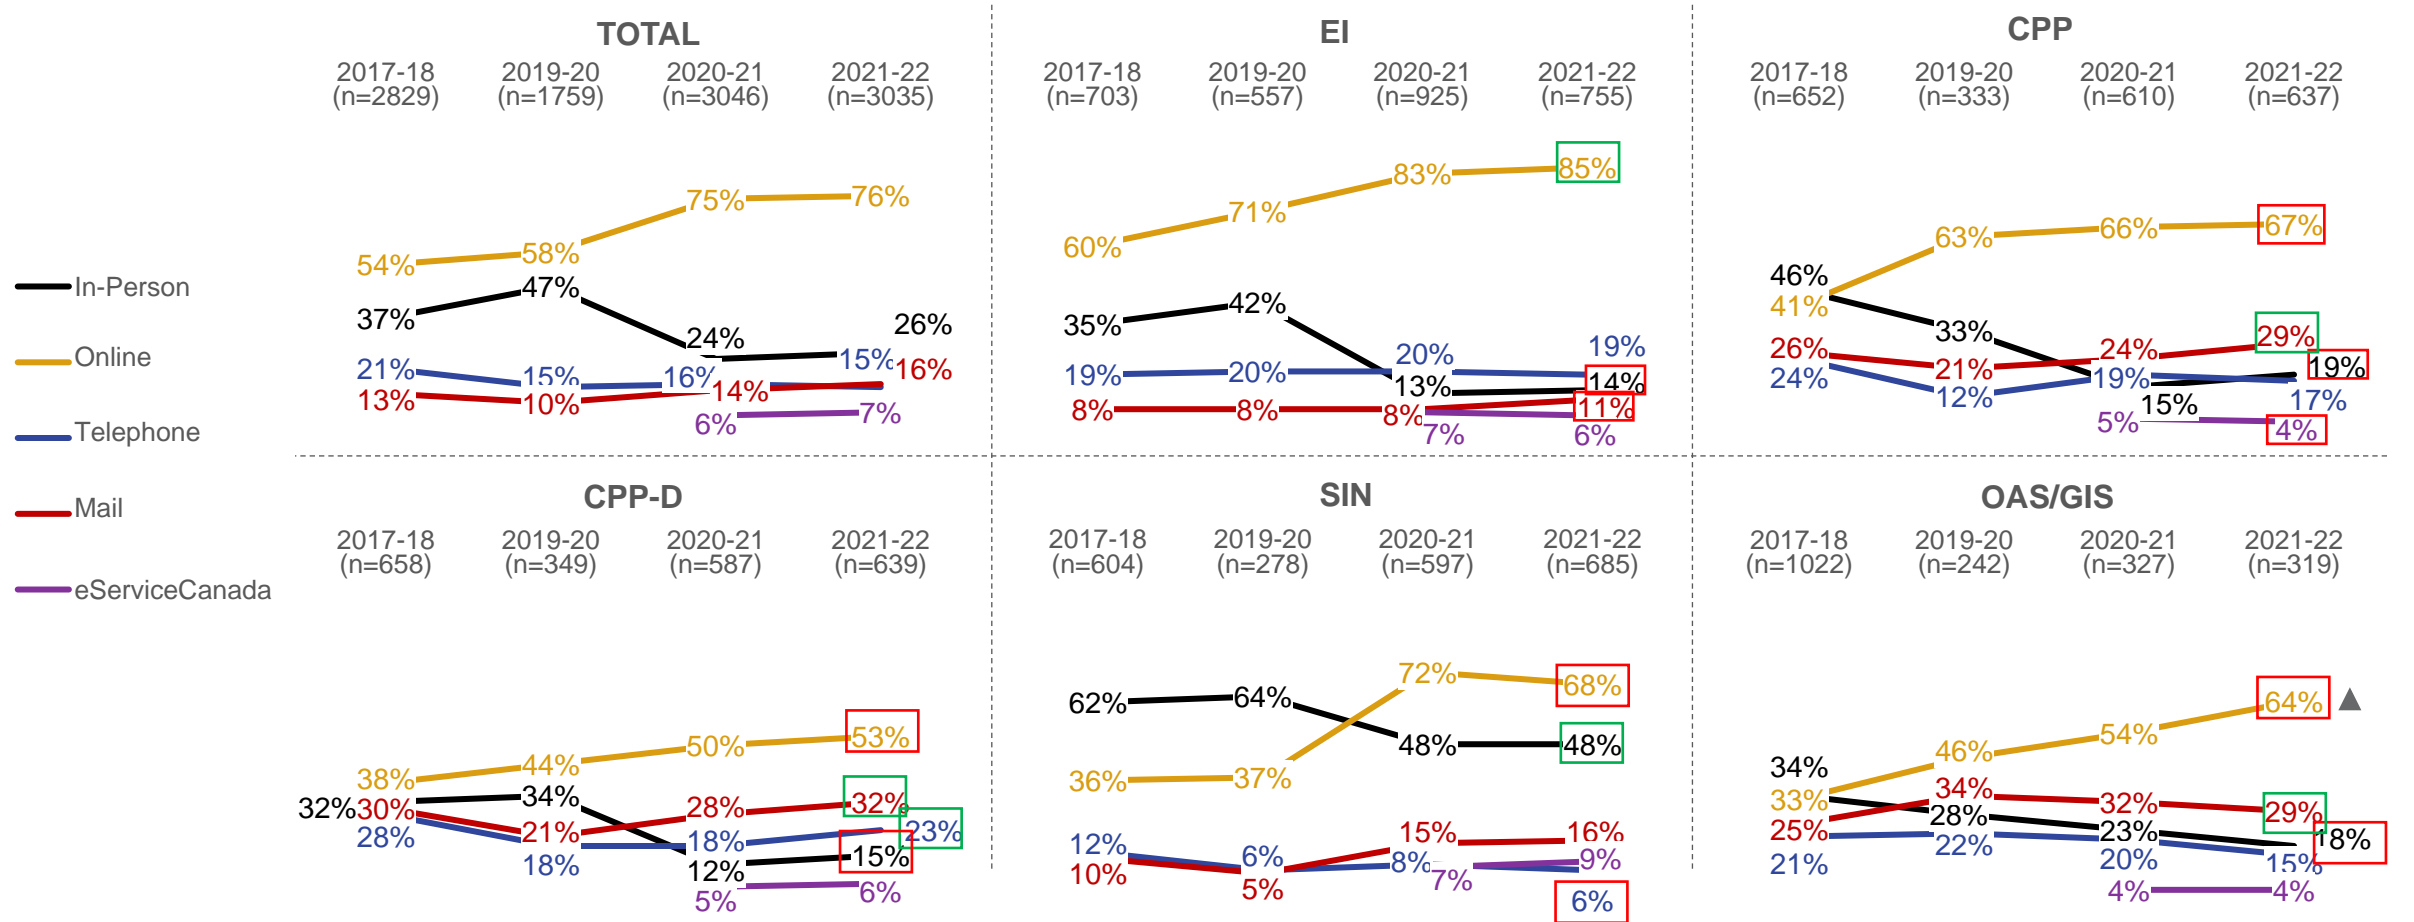 TOTAL
2017-18 2019-20 2020-21 2021-22
(n=2829) (n=1759) (n=3046) (n=3035)
54% 58% 75% 76%
37% 47% 24% 26%
21% 15% 16% 15%
13% 10% 14% 16%
6% 7%
EI
2017-18 2019-20 2020-21 2021-22
(n=703) (n=557) (n=925) (n=755)
60% 71% 83% 85%
35% 42% 13% 14%
19% 20% 20% 19%
8% 8% 8% 11%
7% 6%
CPP
2017-18 2019-20 2020-21 2021-22
(n=652) (n=333) (n=610) (n=637)
46% 33% 15% 19%
41% 63% 66% 67%
26% 21% 24% 29%
24% 12% 19% 17%
5% 4%
In-Person
Online
Telephone
Mail
eServiceCanada
CPP-D
2017-18 2019-20 2020-21 2021-22
(n=658) (n=349) (n=587) (n=639)
38% 44% 50% 53%
32% 34% 12% 15%
30% 21% 28% 32%
28% 18% 18% 23%
5% 6%
SIN
2017-18 2019-20 2020-21 2021-22
(n=604) (n=278) (n=597) (n=685)
62% 64% 48% 48%
36% 37% 72% 68%
12% 6% 8% 6%
10% 5% 15% 16%
7% 9%
OAS/GIS
2017-18 2019-20 2020-21 2021-22
(n=1022) (n=242) (n=327) (n=319)
34% 28% 23% 18%
33% 46% 54% 64% ▲
25% 34% 32% 29%
21% 22% 20% 15%
4% 4%